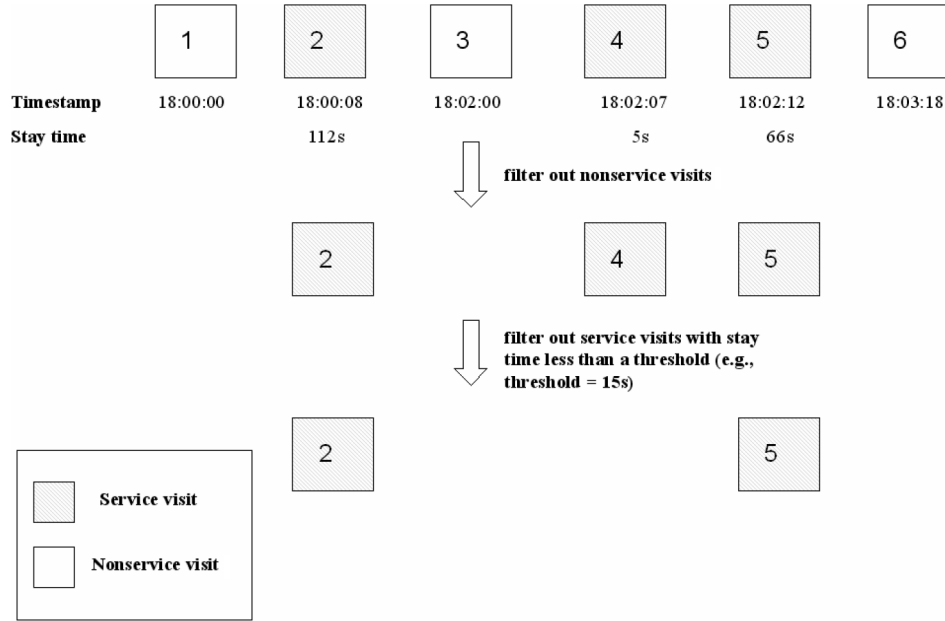 1 2 3 4 5 6
Timestamp 18:00:00 18:00:08 18:02:00 18:02:07 18:02:12 18:03:18
Stay time 112s 5s 66s
filter out nonservice visits
2 4 5
filter out service visits with stay
time less than a threshold (e.g.,
threshold = 15s)
2 5
Service visit
Nonservice visit